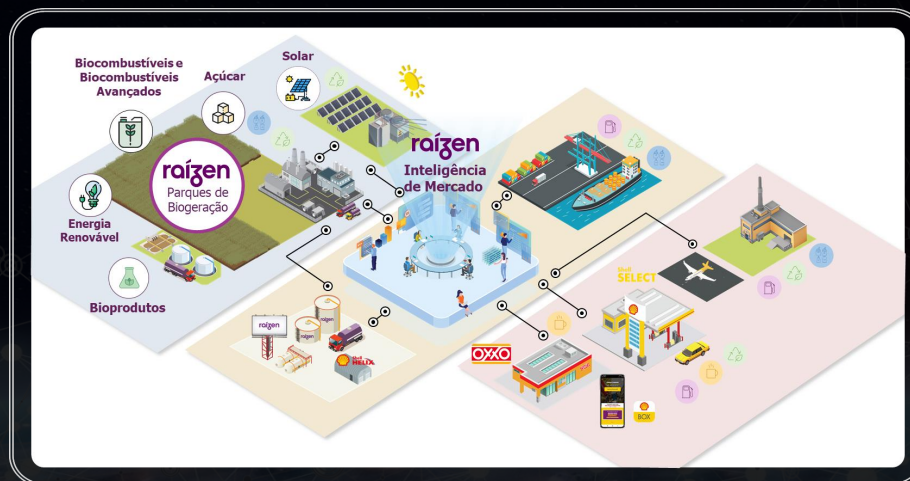 Biocombustíveis e
Biocombustíveis
Avançados
Açúcar
Solar
raízen
Parques de
Biogeração
Energia
Renovável
Bioprodutos
raízen
Inteligência
de Mercado
raízen
raízen
Shell
HELIX
Shell
SELECT
OXXO
BOX